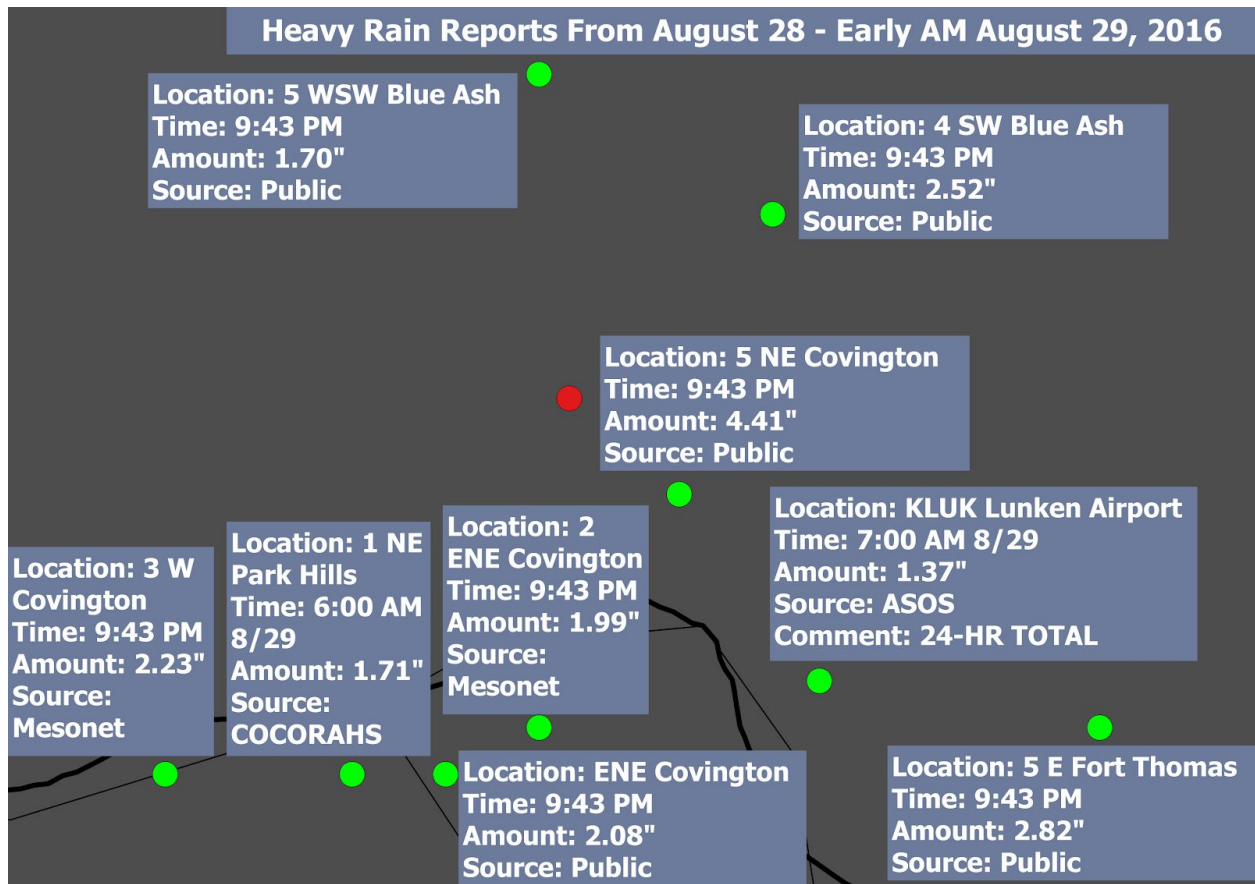 Heavy Rain Reports From August 28 - Early AM August 29, 2016
Location: 5 WSW Blue Ash
Time: 9:43 PM
Amount: 1.70"
Source: Public
Location: 4 SW Blue Ash
Time: 9:43 PM
Amount: 2.52"
Source: Public
Location: 5 NE Covington
Time: 9:43 PM
Amount: 4.41"
Source: Public
Location: 3 W
Covington
Time: 9:43 PM
Amount: 2.23"
Source:
Mesonet
Location: 1 NE
Park Hills
Time: 6:00 AM
8/29
Amount: 1.71"
Source:
COCORAHS
Location: 2
ENE Covington
Time: 9:43 PM
Amount: 1.99"
Source:
Mesonet
Location: KLUK Lunken Airport
Time: 7:00 AM 8/29
Amount: 1.37"
Source: ASOS
Comment: 24-HR TOTAL
Location: ENE Covington
Time: 9:43 PM
Amount: 2.08"
Source: Public
Location: 5 E Fort Thomas
Time: 9:43 PM
Amount: 2.82"
Source: Public